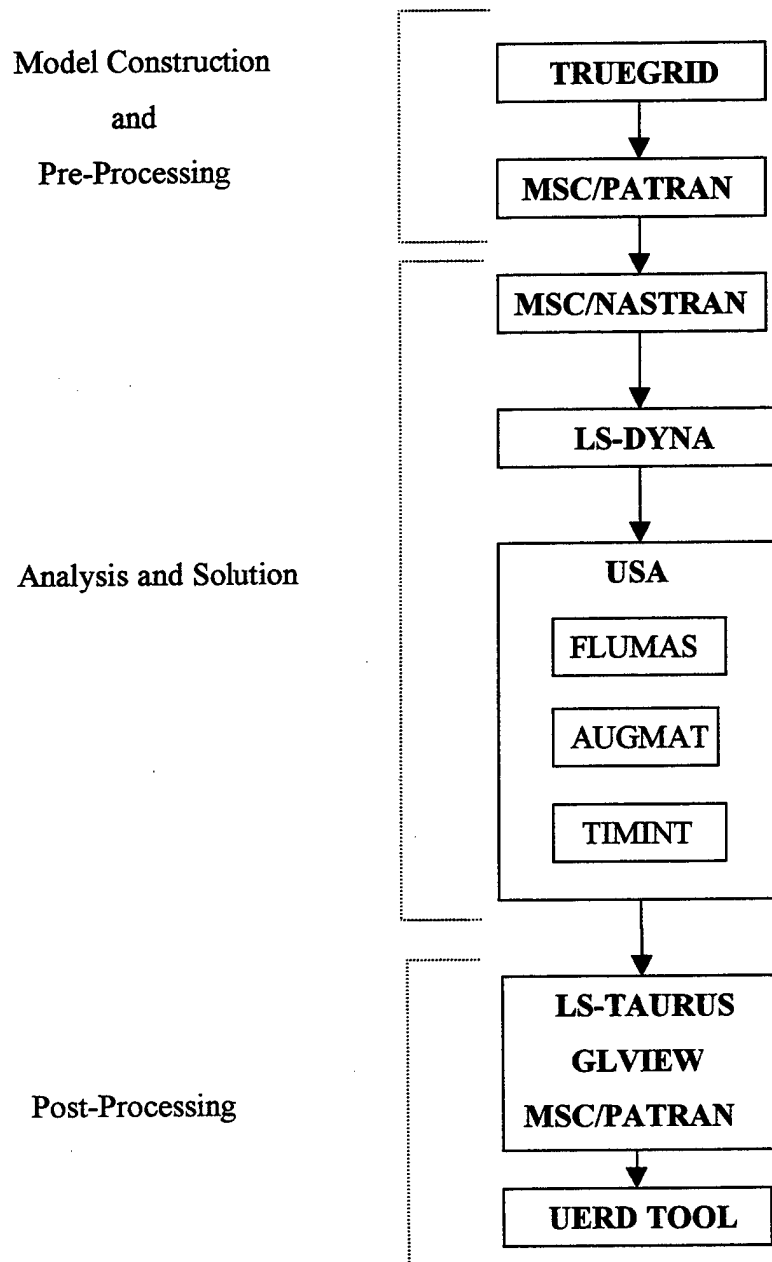 Model Construction
and
Pre-Processing
TRUEGRID
MSC/PATRAN
MSC/NASTRAN
LS-DYNA
Analysis and Solution
USA
FLUMAS
AUGMAT
TIMINT
Post-Processing
LS-TAURUS
GLVIEW
MSC/PATRAN
UERD TOOL